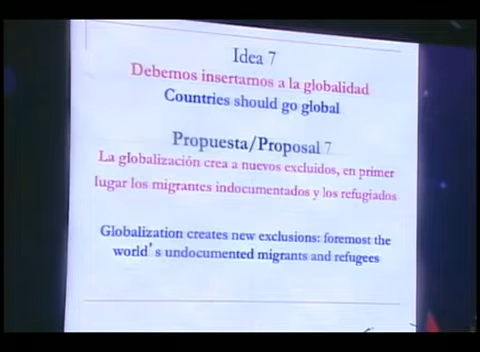 Idea 7
Debemos insertarnos a la globalidad
Countries should go global
Propuesta/Proposal 7
La globalización crea a nuevos excluidos, en primer
lugar los migrantes indocumentados y los refugiados
Globalization creates new exclusions: foremost the
world's undocumented migrants and refugees